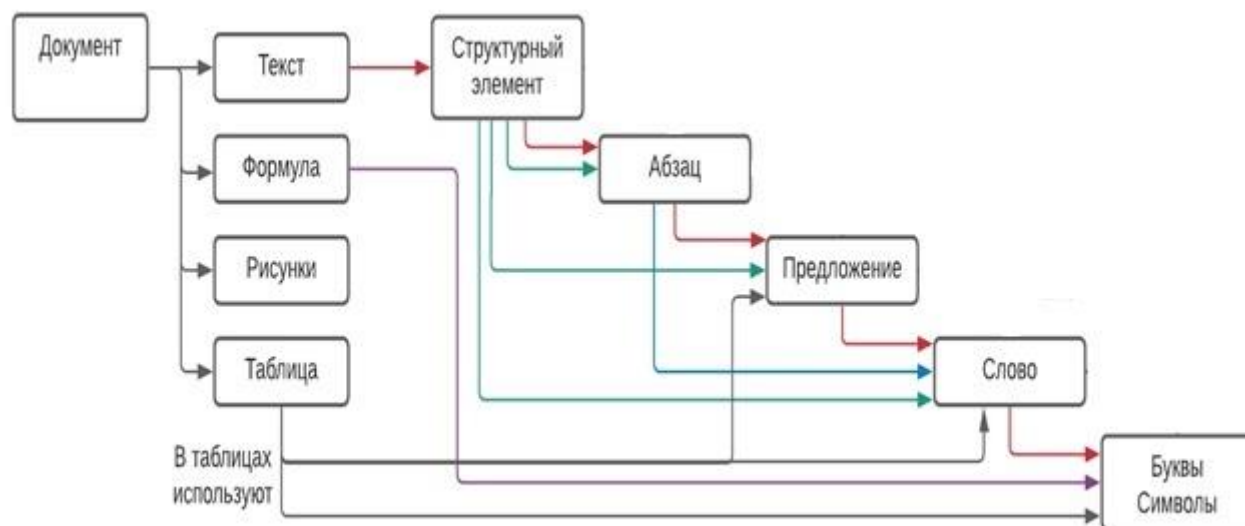 Документ
Текст
Структурный
элемент
Формула
Абзац
Рисунки
Предложение
Таблица
Слово
В таблицах
используют
Буквы
Символы